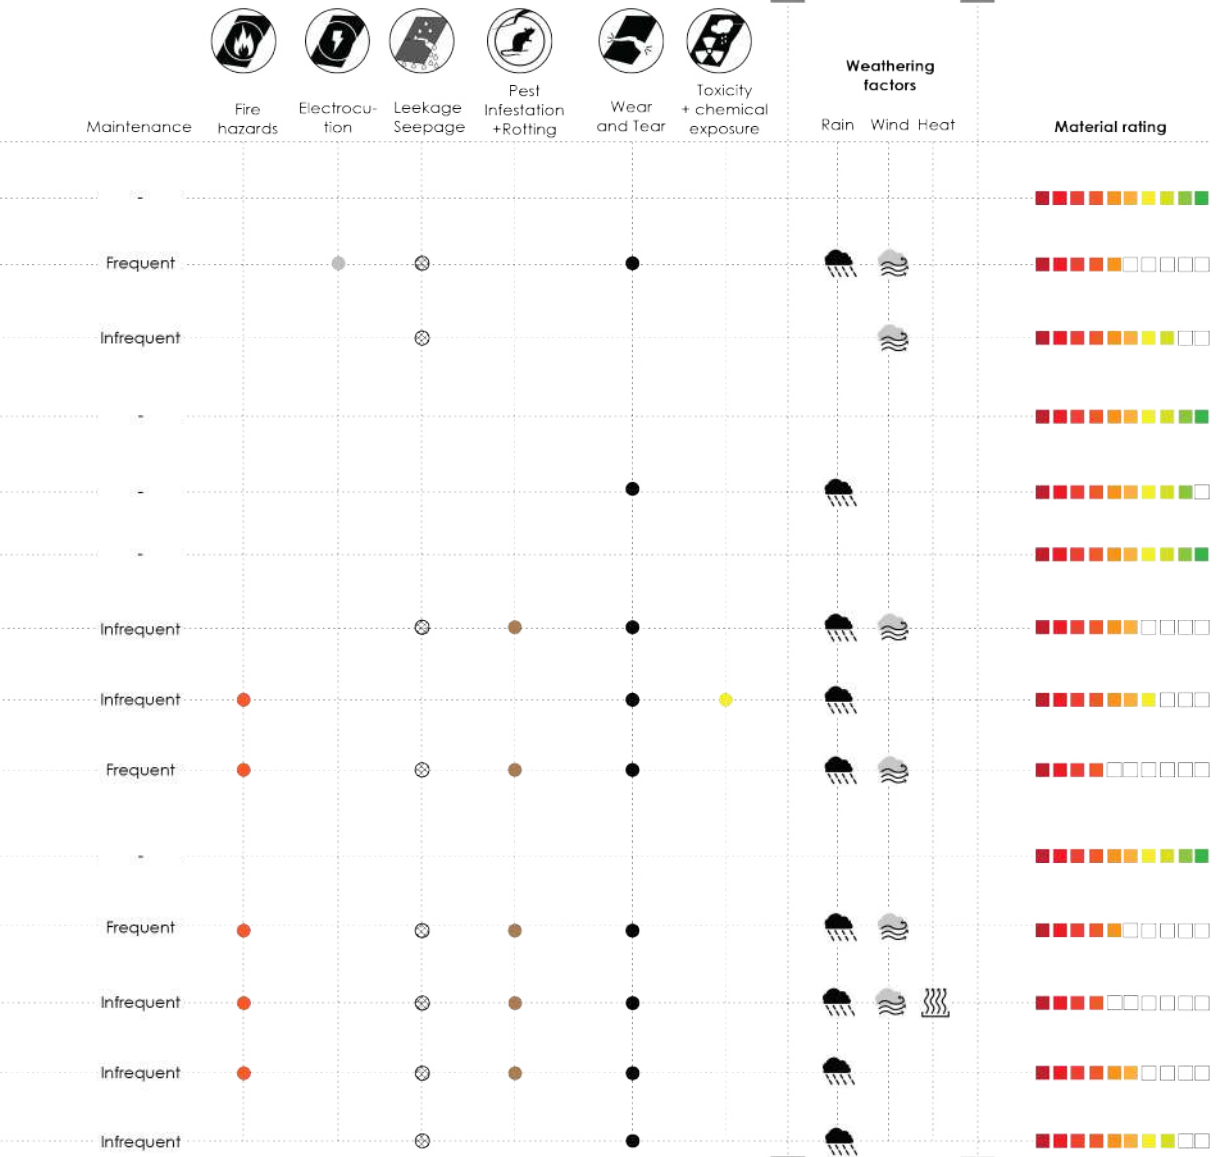 Weathering
factors
Pest
Infestation
+Rotting
Toxicity
+ chemical
exposure
Fire
hazards
Electrocu-
tion
Leekage
Seepage
Wear
and Tear
Maintenance
Rain Wind Heat
Material rating
-
Frequent
Infrequent
-
-
-
Infrequent
Infrequent
Frequent
-
Frequent
Infrequent
Infrequent
Infrequent